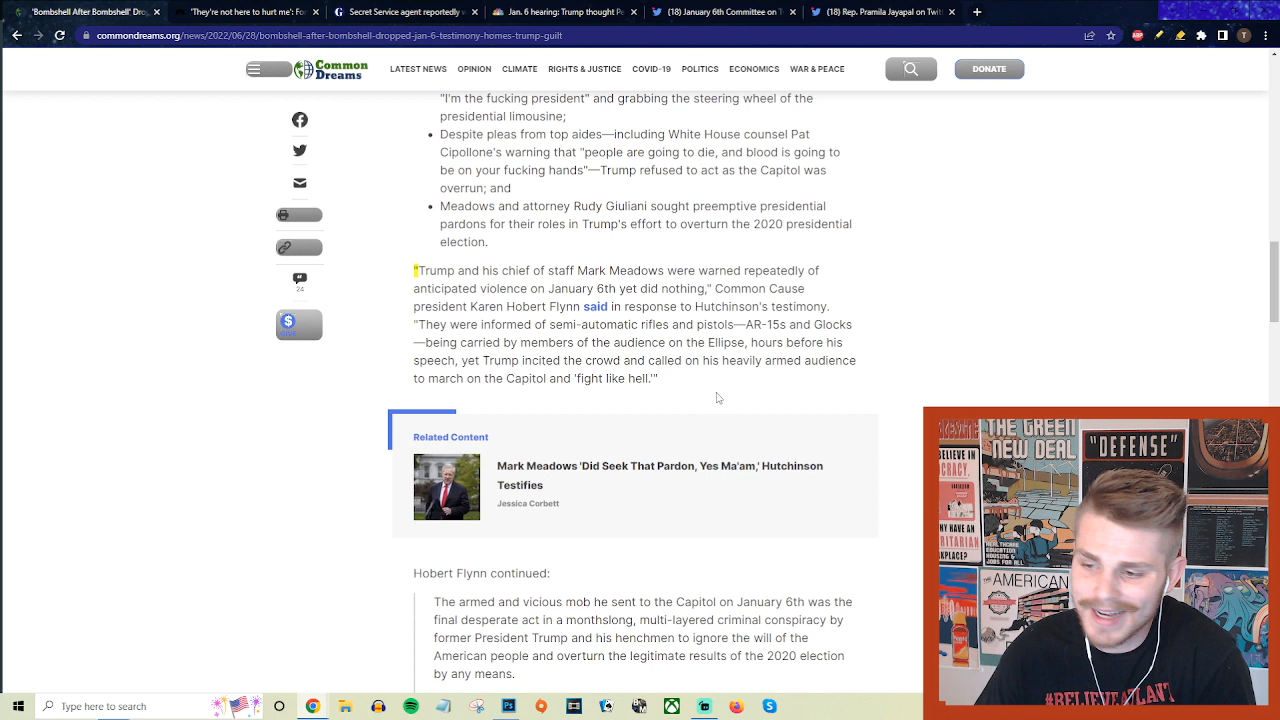 'Bombshell After Bombshell' Dro
'They're not here to hurt me': Fo
Secret Service agent reportedly
Jan. 6 hearing: Trump thought Pe
(18) January 6th Committee on T
(18) Rep. Pramila Jayapal on Twit
commondreams.org/news/2022/06/28/bombshell-after-bombshell-dropped-jan-6-testimony-homes-trump-guilt
ABP
T
Common
Dreams
LATEST NEWS OPINION CLIMATE RIGHTS & JUSTICE COVID-19 POLITICS ECONOMICS WAR & PEACE
DONATE
"I'm the fucking president" and grabbing the steering wheel of the
presidential limousine;
Despite pleas from top aides—including White House counsel Pat
Cipollone's warning that "people are going to die, and blood is going to
be on your fucking hands"—Trump refused to act as the Capitol was
overrun; and
Meadows and attorney Rudy Giuliani sought preemptive presidential
pardons for their roles in Trump's effort to overturn the 2020 presidential
election.
24
"Trump and his chief of staff Mark Meadows were warned repeatedly of
anticipated violence on January 6th yet did nothing," Common Cause
president Karen Hobert Flynn said in response to Hutchinson's testimony.
"They were informed of semi-automatic rifles and pistols—AR-15s and Glocks
—being carried by members of the audience on the Ellipse, hours before his
speech, yet Trump incited the crowd and called on his heavily armed audience
to march on the Capitol and 'fight like hell.'"
Related Content
Mark Meadows 'Did Seek That Pardon, Yes Ma'am,' Hutchinson
Testifies
Jessica Corbett
Hobert Flynn continued:
The armed and vicious mob he sent to the Capitol on January 6th was the
final desperate act in a monthslong, multi-layered criminal conspiracy by
former President Trump and his henchmen to ignore the will of the
American people and overturn the legitimate results of the 2020 election
by any means.
THE GREEN
NEW DEAL
"DEFENSE"
BELIEVE IN
HEALTHCARE
EDUCATION
HOUSING &
JOBS FOR ALL
THE
AMERICAN
#BELIEVEATLANT
Type here to search